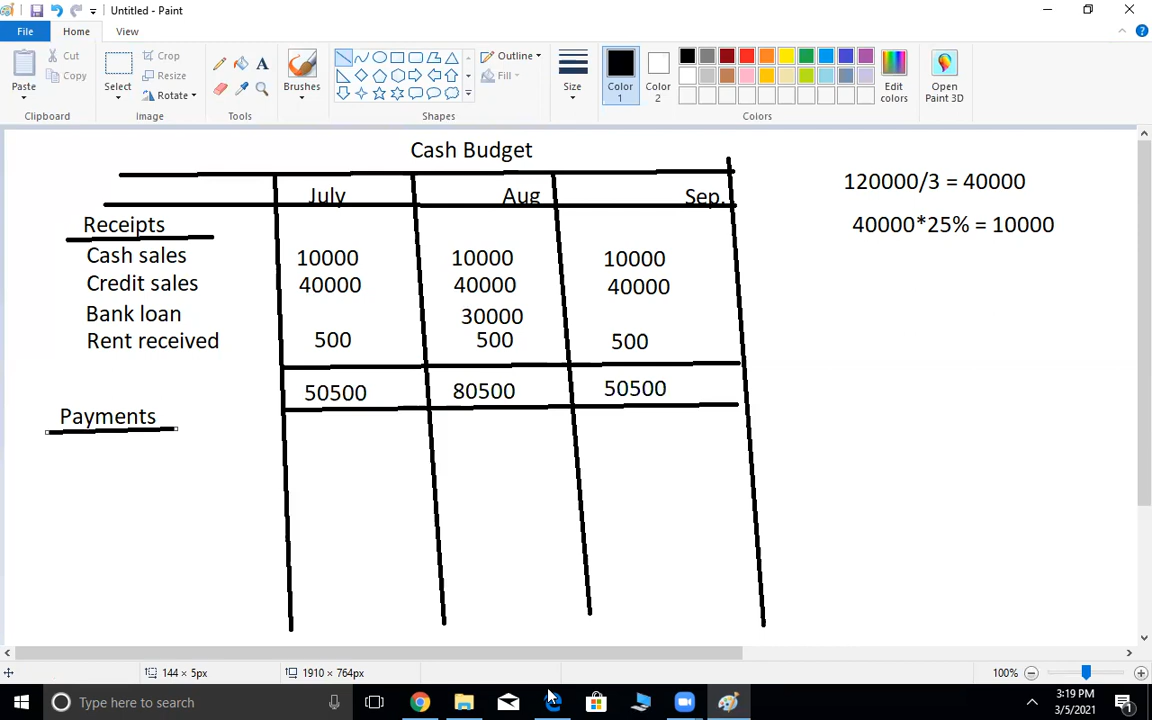 Untitled - Paint
File Home View
Paste
Cut
Copy
Clipboard
Select
Crop
Resize
Rotate
Image
Tools
Brushes
Outline
Fill
Shapes
Size
Color 1
Color 2
Edit colors
Open Paint 3D
Colors
Cash Budget
July Aug Sep.
Receipts
Cash sales 10000 10000 10000
Credit sales 40000 40000 40000
Bank loan 30000
Rent received 500 500 500
50500 80500 50500
Payments
120000/3 = 40000
40000*25% = 10000
144 × 5px
1910 × 764px
100%
Type here to search
3:19 PM
3/5/2021
1